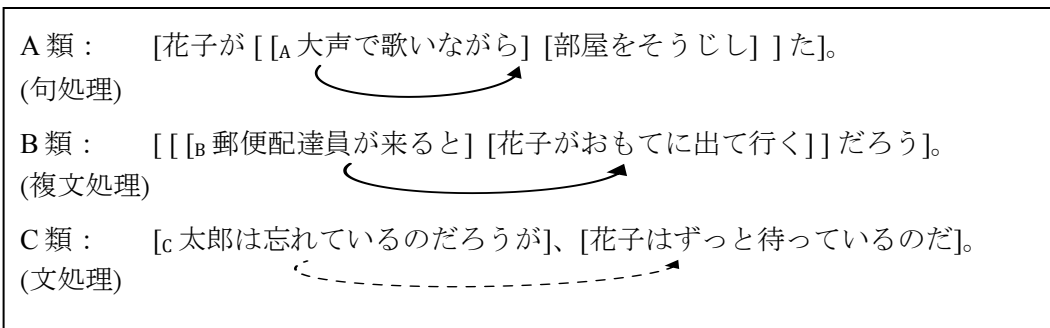 A類： [花子が [ [A 大声で歌いながら] [部屋をそうじし] ] た]。
(句処理)
B類： [ [ [B 郵便配達員が来ると] [花子がおもてに出て行く] ] だろう]。
(複文処理)
C類： [C 太郎は忘れているのだろうが]、[花子はずっと待っているのだ]。
(文処理)